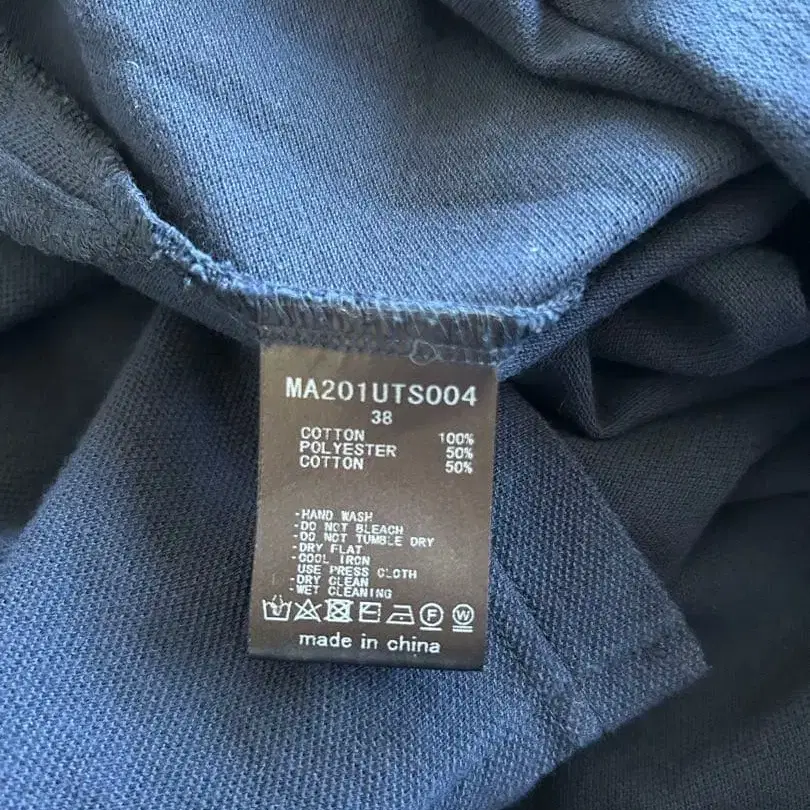 MA201UTS004
38
COTTON 100%
POLYESTER 50%
COTTON 50%
-HAND WASH
-DO NOT BLEACH
-DO NOT TUMBLE DRY
-DRY FLAT
-COOL IRON
USE PRESS CLOTH
-DRY CLEAN
-WET CLEANING
F W
made in china